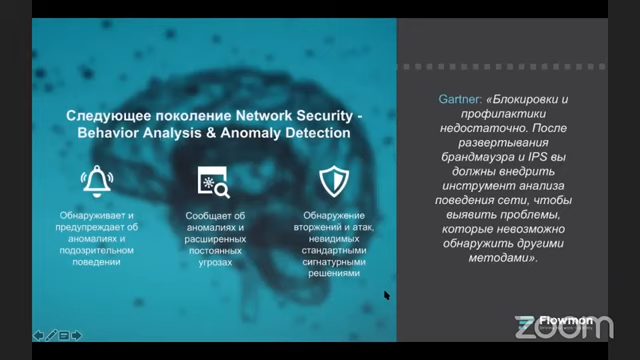 Следующее поколение Network Security -
Behavior Analysis & Anomaly Detection
Обнаруживает и
предупреждает об
аномалиях и
подозрительном
поведении
Сообщает об
аномалиях и
расширенных
постоянных
угрозах
Обнаружение
вторжений и атак,
невидимых
стандартными
сигнатурными
решениями
Gartner: «Блокировки и
профилактики
недостаточно. После
развертывания
брандмауэра и IPS вы
должны внедрить
инструмент анализа
поведения сети, чтобы
выявить проблемы,
которые невозможно
обнаружить другими
методами».
Flowmon
zoom